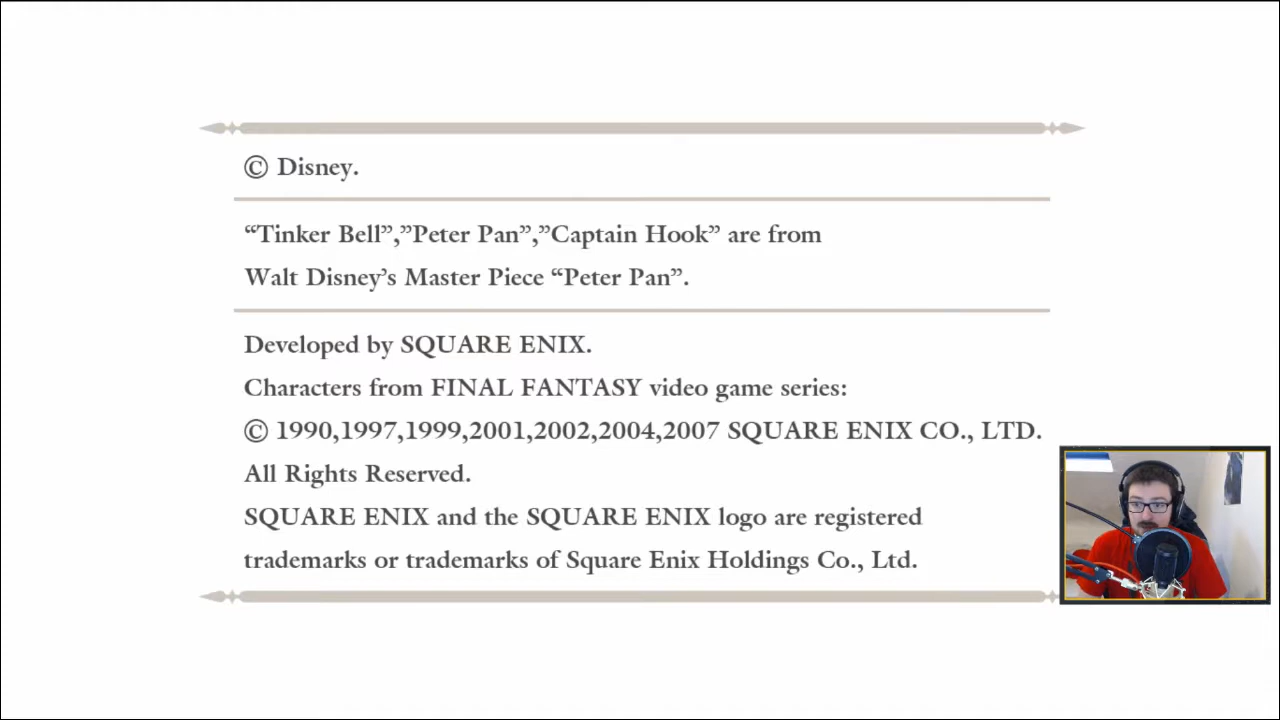 © Disney.
“Tinker Bell”,”Peter Pan”,”Captain Hook” are from
Walt Disney’s Master Piece “Peter Pan”.
Developed by SQUARE ENIX.
Characters from FINAL FANTASY video game series:
© 1990,1997,1999,2001,2002,2004,2007 SQUARE ENIX CO., LTD.
All Rights Reserved.
SQUARE ENIX and the SQUARE ENIX logo are registered
trademarks or trademarks of Square Enix Holdings Co., Ltd.